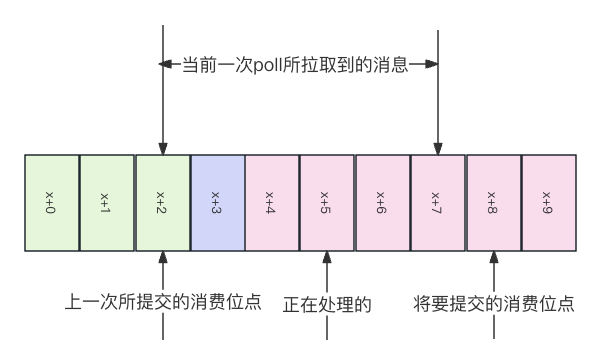 当前一次poll所拉取到的消息
x+0
x+1
x+2
x+3
x+4
x+5
x+6
x+7
x+8
x+9
上一次所提交的消费位点
正在处理的
将要提交的消费位点